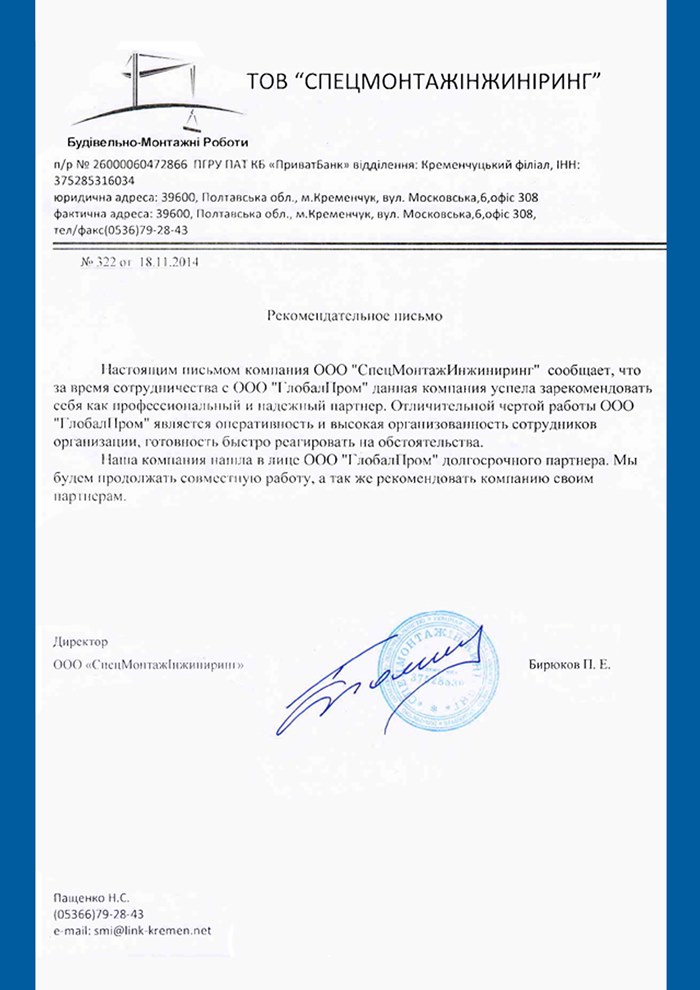 ТОВ “СПЕЦМОНТАЖІНЖИНІРИНГ”
Будівельно-Монтажні Роботи
п/р № 26000060472866 ПГРУ ПАТ КБ «ПриватБанк» відділення: Кременчуцький філіал, ІНН:
375285316034
юридична адреса: 39600, Полтавська обл., м.Кременчук, вул. Московська,6,офіс 308
фактична адреса: 39600, Полтавська обл., м.Кременчук, вул. Московська,6,офіс 308,
тел/факс(0536)79-28-43
№ 322 от 18.11.2014
Рекомендательное письмо
Настоящим письмом компания ООО "СпецМонтажИнжиниринг" сообщает, что
за время сотрудничества с ООО "ГлобалПром" данная компания успела зарекомендовать
себя как профессиональный и надежный партнер. Отличительной чертой работы ООО
"ГлобалПром" является оперативность и высокая организованность сотрудников
организации, готовность быстро реагировать на обстоятельства.
Наша компания нашла в лице ООО "ГлобалПром" долгосрочного партнера. Мы
будем продолжать совместную работу, а так же рекомендовать компанию своим
партнерам.
Директор
ООО «СпецМонтажІнжиниринг»
СПЕЦМОНТАЖІНЖИНІРИНГ
Бирюков П. Е.
Пащенко Н.С.
(05366)79-28-43
e-mail: smi@link-kremen.net